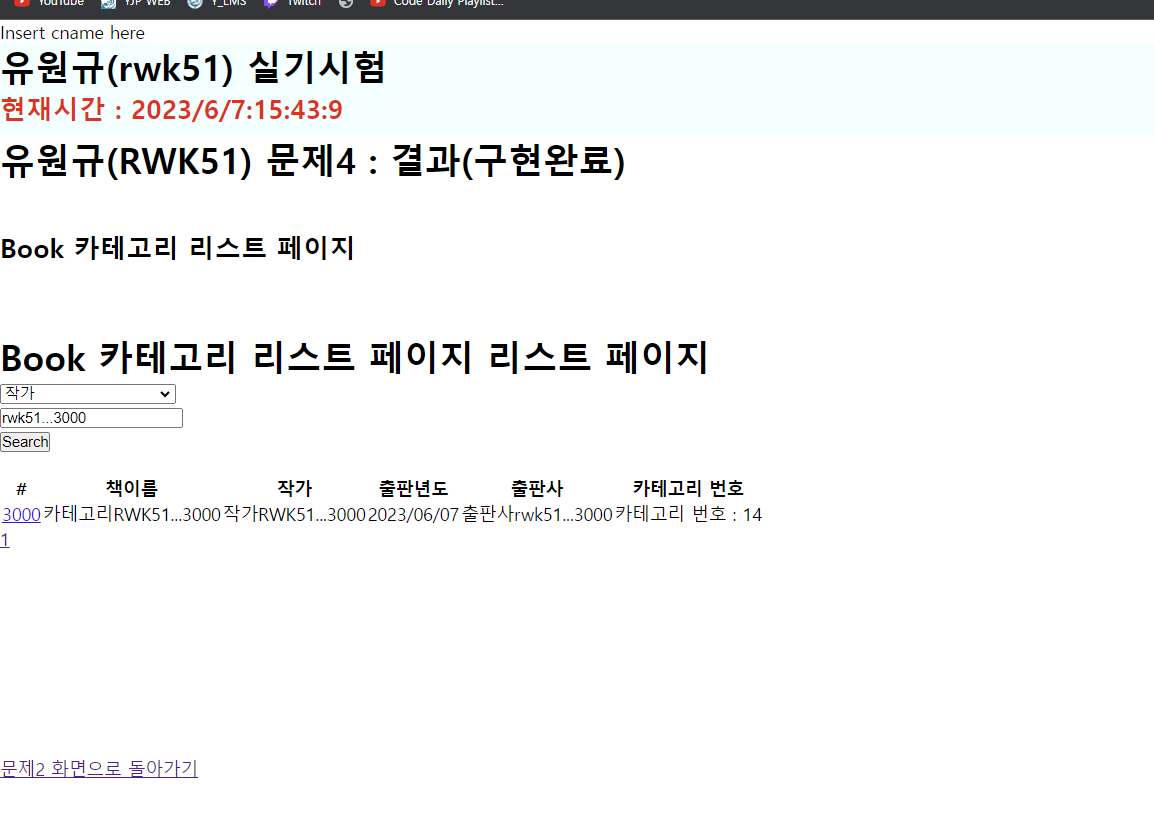 YouTube YJP WEB Y_LMS Twitch Code Daily Playlist...
Insert cname here
유원규(rwk51) 실기시험
현재시간 : 2023/6/7:15:43:9
유원규(RWK51) 문제4 : 결과(구현완료)
Book 카테고리 리스트 페이지
Book 카테고리 리스트 페이지 리스트 페이지
작가
rwk51...3000
Search
# 책이름 작가 출판년도 출판사 카테고리 번호
3000 카테고리RWK51...3000 작가RWK51...3000 2023/06/07 출판사rwk51...3000 카테고리 번호 : 14
1
문제2 화면으로 돌아가기